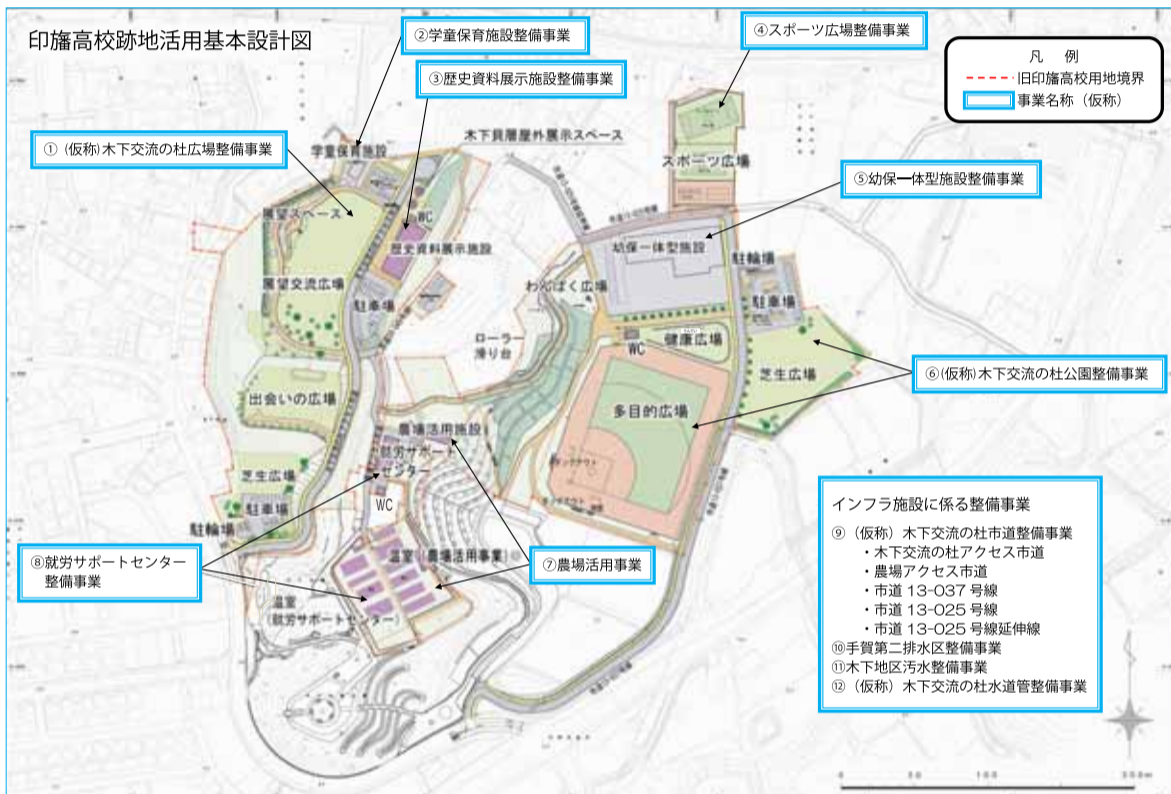 印旛高校跡地活用基本設計図
②学童保育施設整備事業
③歴史資料展示施設整備事業
④スポーツ広場整備事業
凡 例
旧印旛高校用地境界
事業名称（仮称）
① (仮称)木下交流の杜広場整備事業
木下貝層屋外展示スペース
学童保育施設
スポーツ広場
⑤幼保一体型施設整備事業
展望スペース
WC
歴史資料展示施設
幼保一体型施設
駐輪場
わんぱく広場
展望交流広場
駐車場
駐車場
ローラー
滑り台
健康広場
WC
芝生広場
⑥(仮称)木下交流の杜公園整備事業
出会いの広場
多目的広場
農場活用施設
就労サポート
センター
芝生広場
WC
駐車場
駐輪場
温室（農場活用事業）
⑦農場活用事業
⑧就労サポートセンター
整備事業
温室
(就労サポートセンター)
インフラ施設に係る整備事業
⑨（仮称）木下交流の杜市道整備事業
・木下交流の杜アクセス市道
・農場アクセス市道
・市道 13-037 号線
・市道 13-025 号線
・市道 13-025 号線延伸線
⑩手賀第二排水区整備事業
⑪木下地区汚水整備事業
⑫（仮称）木下交流の杜水道管整備事業
0 50 100